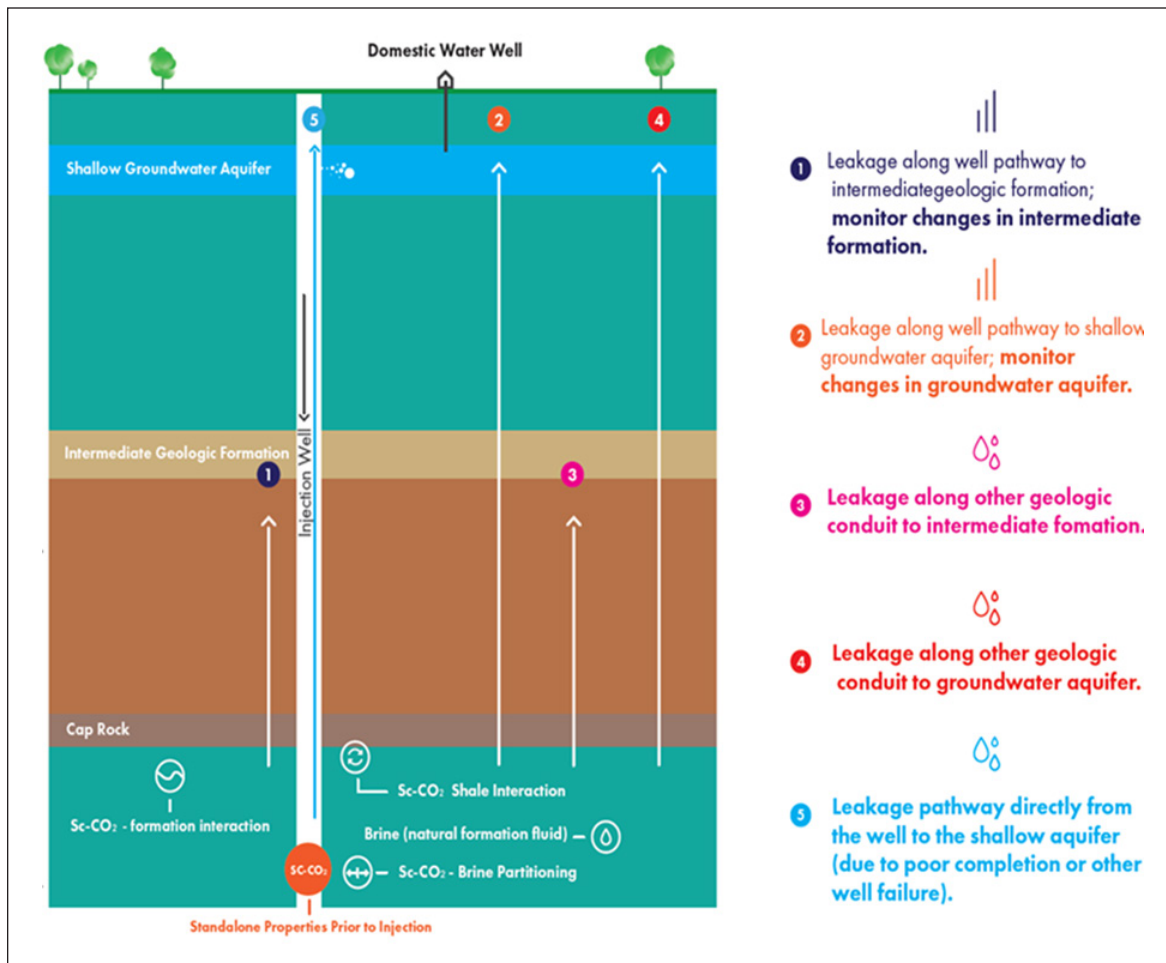 Domestic Water Well
5
2
4
Shallow Groundwater Aquifer
Injection Well
Intermediate Geologic Formation
1
3
Cap Rock
Sc-CO₂ Shale Interaction
Sc-CO₂ - formation interaction
Brine (natural formation fluid)
SC-CO₂
Sc-CO₂ - Brine Partitioning
Standalone Properties Prior to Injection
1
Leakage along well pathway to
intermediategeologic formation;
monitor changes in intermediate
formation.
2
Leakage along well pathway to shallow
groundwater aquifer; monitor
changes in groundwater aquifer.
3
Leakage along other geologic
conduit to intermediate fomation.
4
Leakage along other geologic
conduit to groundwater aquifer.
5
Leakage pathway directly from
the well to the shallow aquifer
(due to poor completion or other
well failure).